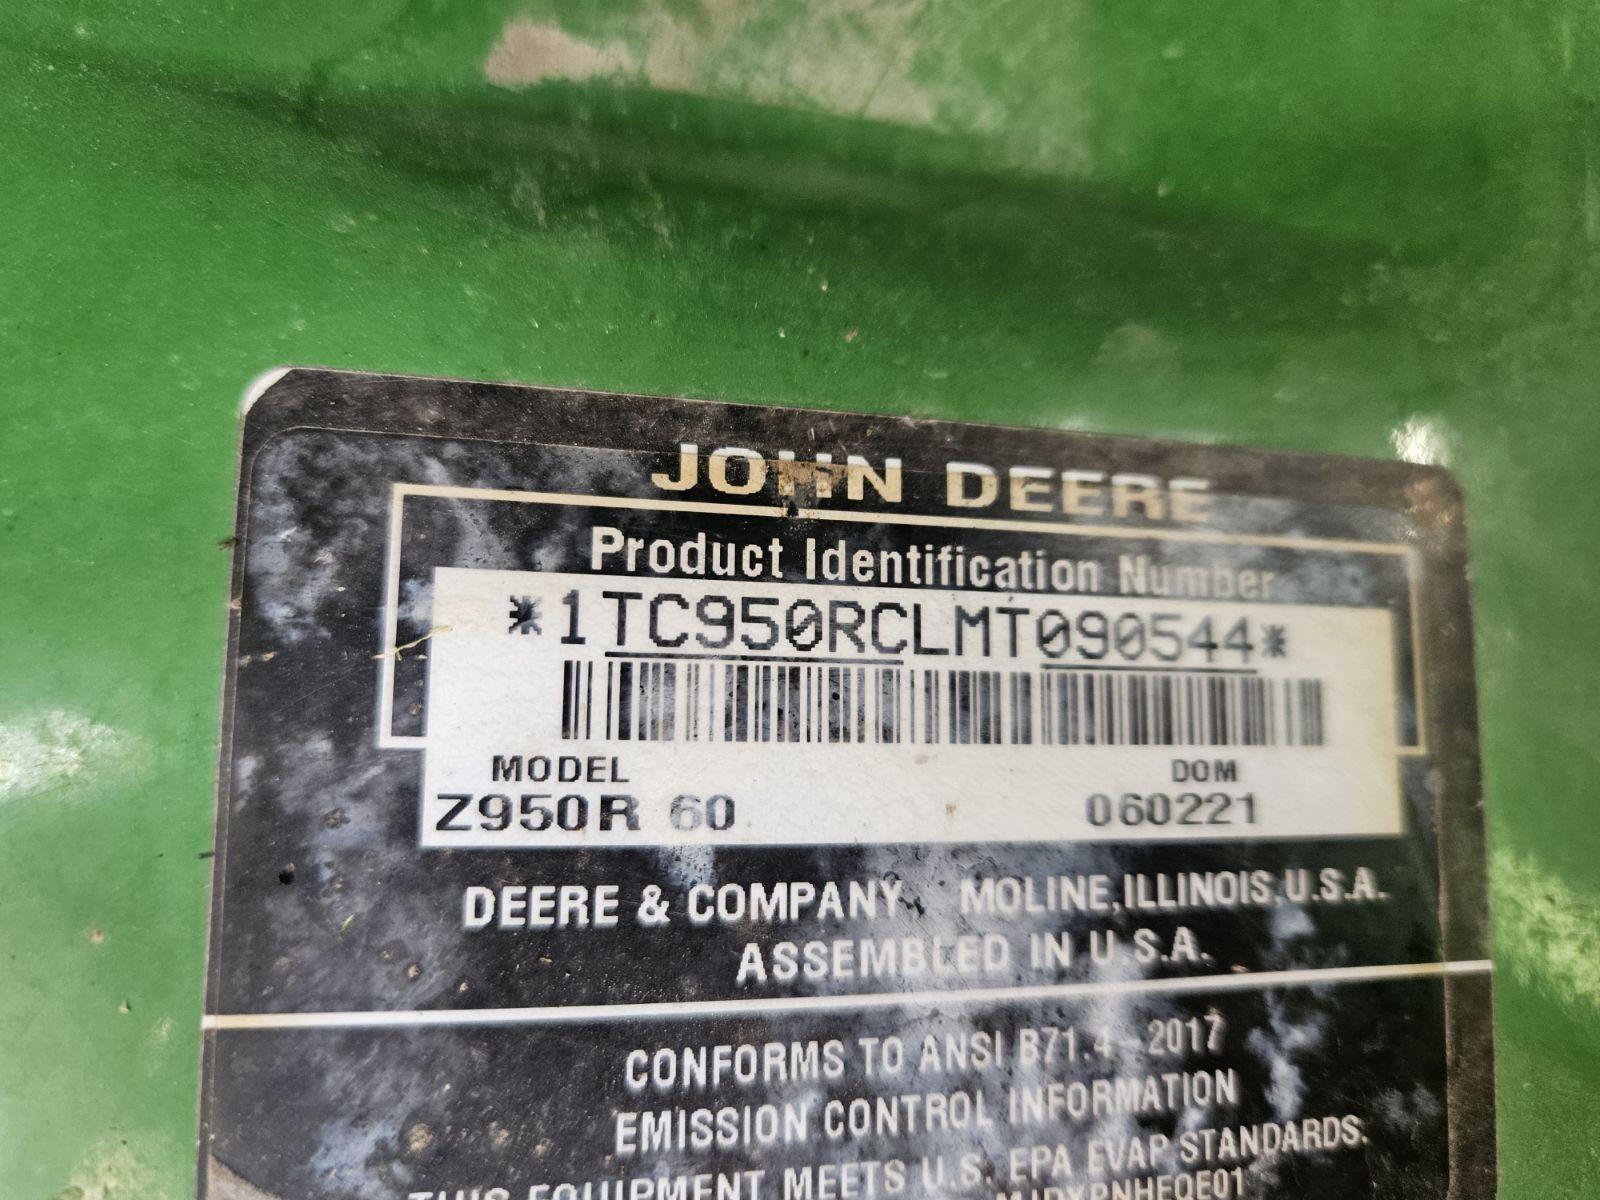 JOHN DEERE
Product Identification Number
*1TC950RCLMT090544*
MODEL DOM
Z950R 60 060221
DEERE & COMPANY, MOLINE, ILLINOIS, U.S.A.
ASSEMBLED IN U.S.A.
CONFORMS TO ANSI B71.4-2017
EMISSION CONTROL INFORMATION
THIS EQUIPMENT MEETS U.S. EPA EVAP STANDARDS.